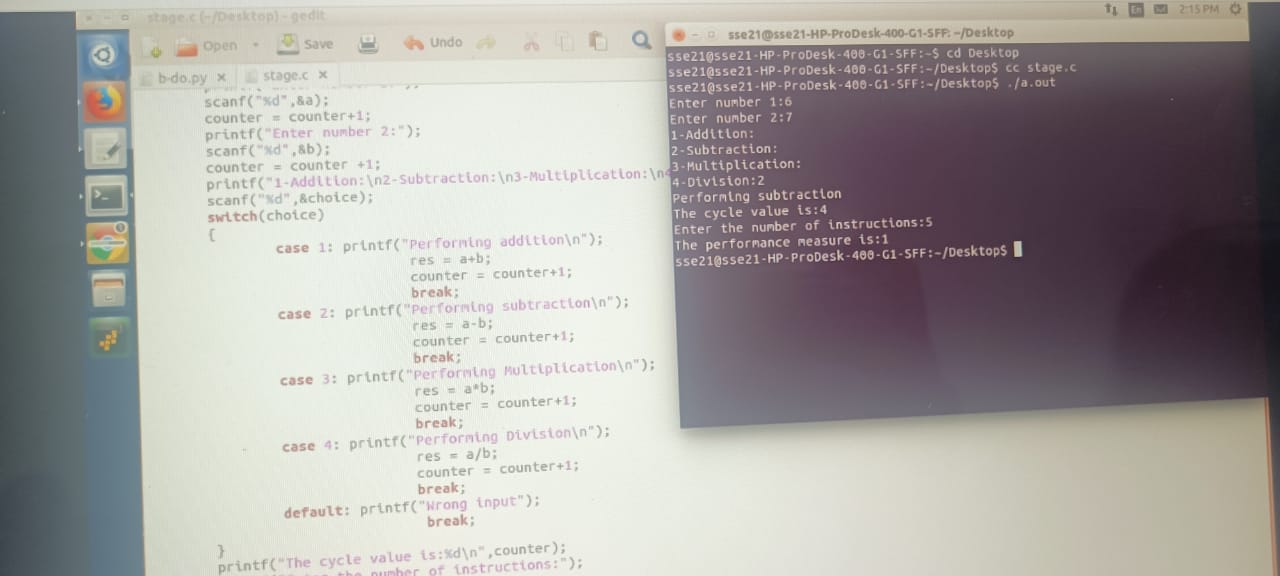 stage.c (~/Desktop) - gedit
En 2:15 PM
Open Save Undo
b-do.py x stage.c x
scanf("%d",&a);
counter = counter+1;
printf("Enter number 2:");
scanf("%d",&b);
counter = counter +1;
printf("1-Addition:\n2-Subtraction:\n3-Multiplication:\n4
scanf("%d",&choice);
switch(choice)
{
case 1: printf("Performing addition\n");
res = a+b;
counter = counter+1;
break;
case 2: printf("Performing subtraction\n");
res = a-b;
counter = counter+1;
break;
case 3: printf("Performing Multiplication\n");
res = a*b;
counter = counter+1;
break;
case 4: printf("Performing Division\n");
res = a/b;
counter = counter+1;
break;
default: printf("Wrong input");
break;
}
printf("The cycle value is:%d\n",counter);
the number of instructions:");
sse21@sse21-HP-ProDesk-400-G1-SFF: ~/Desktop
sse21@sse21-HP-ProDesk-400-G1-SFF:~$ cd Desktop
sse21@sse21-HP-ProDesk-400-G1-SFF:~/Desktop$ cc stage.c
sse21@sse21-HP-ProDesk-400-G1-SFF:~/Desktop$ ./a.out
Enter number 1:6
Enter number 2:7
1-Addition:
2-Subtraction:
3-Multiplication:
4-Division:2
Performing subtraction
The cycle value is:4
Enter the number of instructions:5
The performance measure is:1
sse21@sse21-HP-ProDesk-400-G1-SFF:~/Desktop$